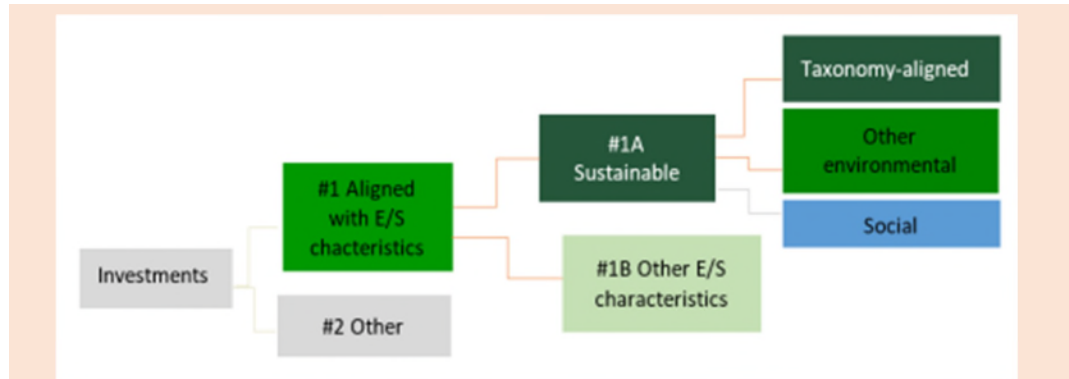 Taxonomy-aligned
#1A
Sustainable
Other
environmental
#1 Aligned
with E/S
chacteristics
Social
Investments
#1B Other E/S
characteristics
#2 Other